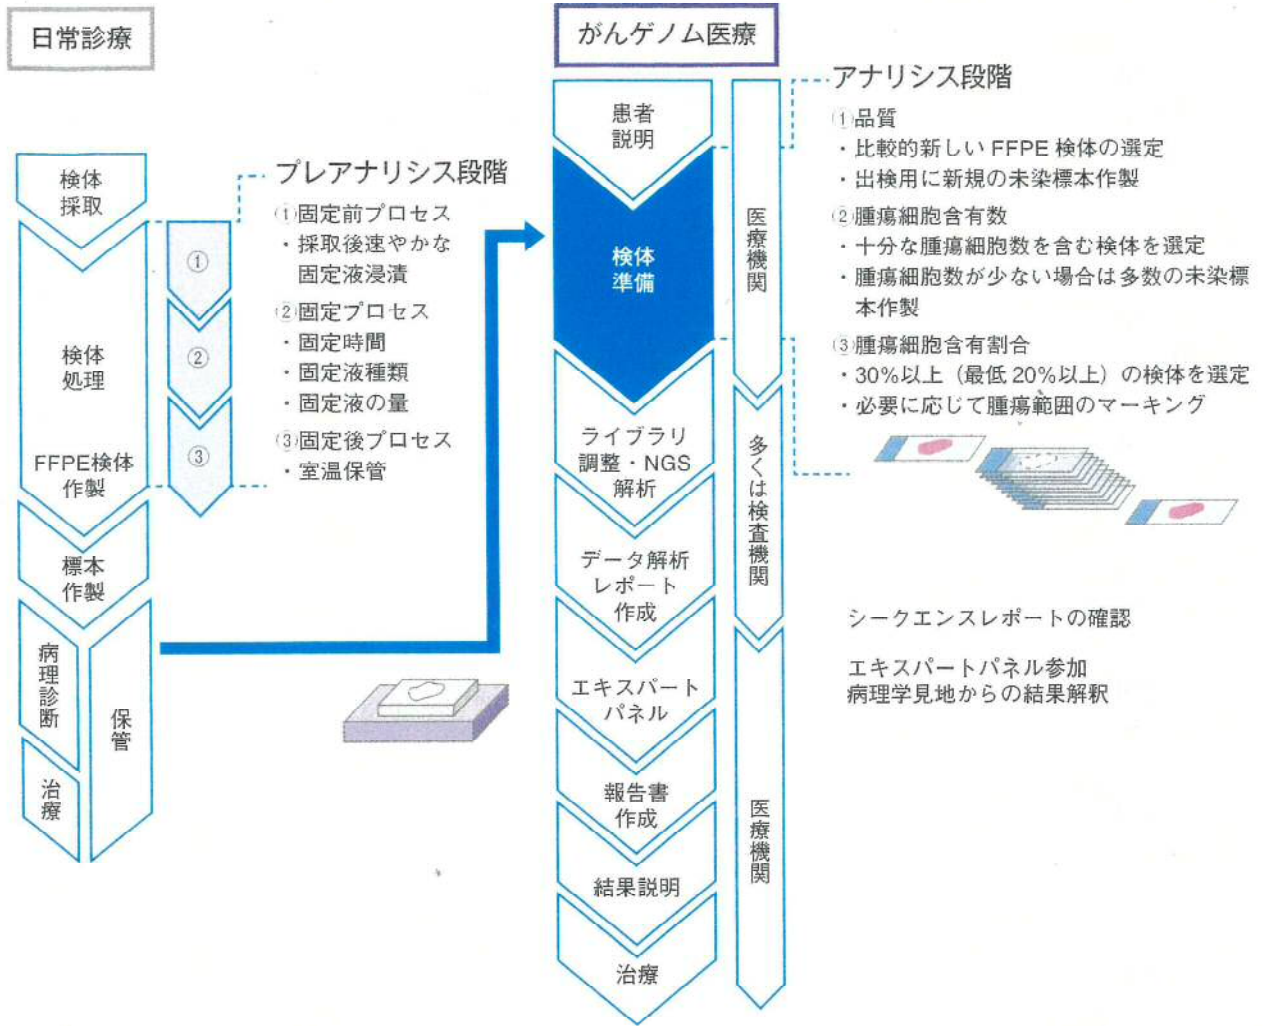 日常診療
検体
採取
検体
処理
FFPE検体
作製
標本
作製
病理診断
治療
保管
①
②
③
プレアナリシス段階
①固定前プロセス
・採取後速やかな
固定液浸漬
②固定プロセス
・固定時間
・固定液種類
・固定液の量
③固定後プロセス
・室温保管
がんゲノム医療
患者
説明
検体
準備
ライブラリ
調整・NGS
解析
データ解析
レポート
作成
エキスパート
パネル
報告書
作成
結果説明
治療
医療機関
多くは検査機関
医療機関
アナリシス段階
①品質
・比較的新しい FFPE 検体の選定
・出検用に新規の未染標本作製
②腫瘍細胞含有数
・十分な腫瘍細胞数を含む検体を選定
・腫瘍細胞数が少ない場合は多数の未染標
本作製
③腫瘍細胞含有割合
・30%以上（最低 20%以上）の検体を選定
・必要に応じて腫瘍範囲のマーキング
シークエンスレポートの確認
エキスパートパネル参加
病理学見地からの結果解釈